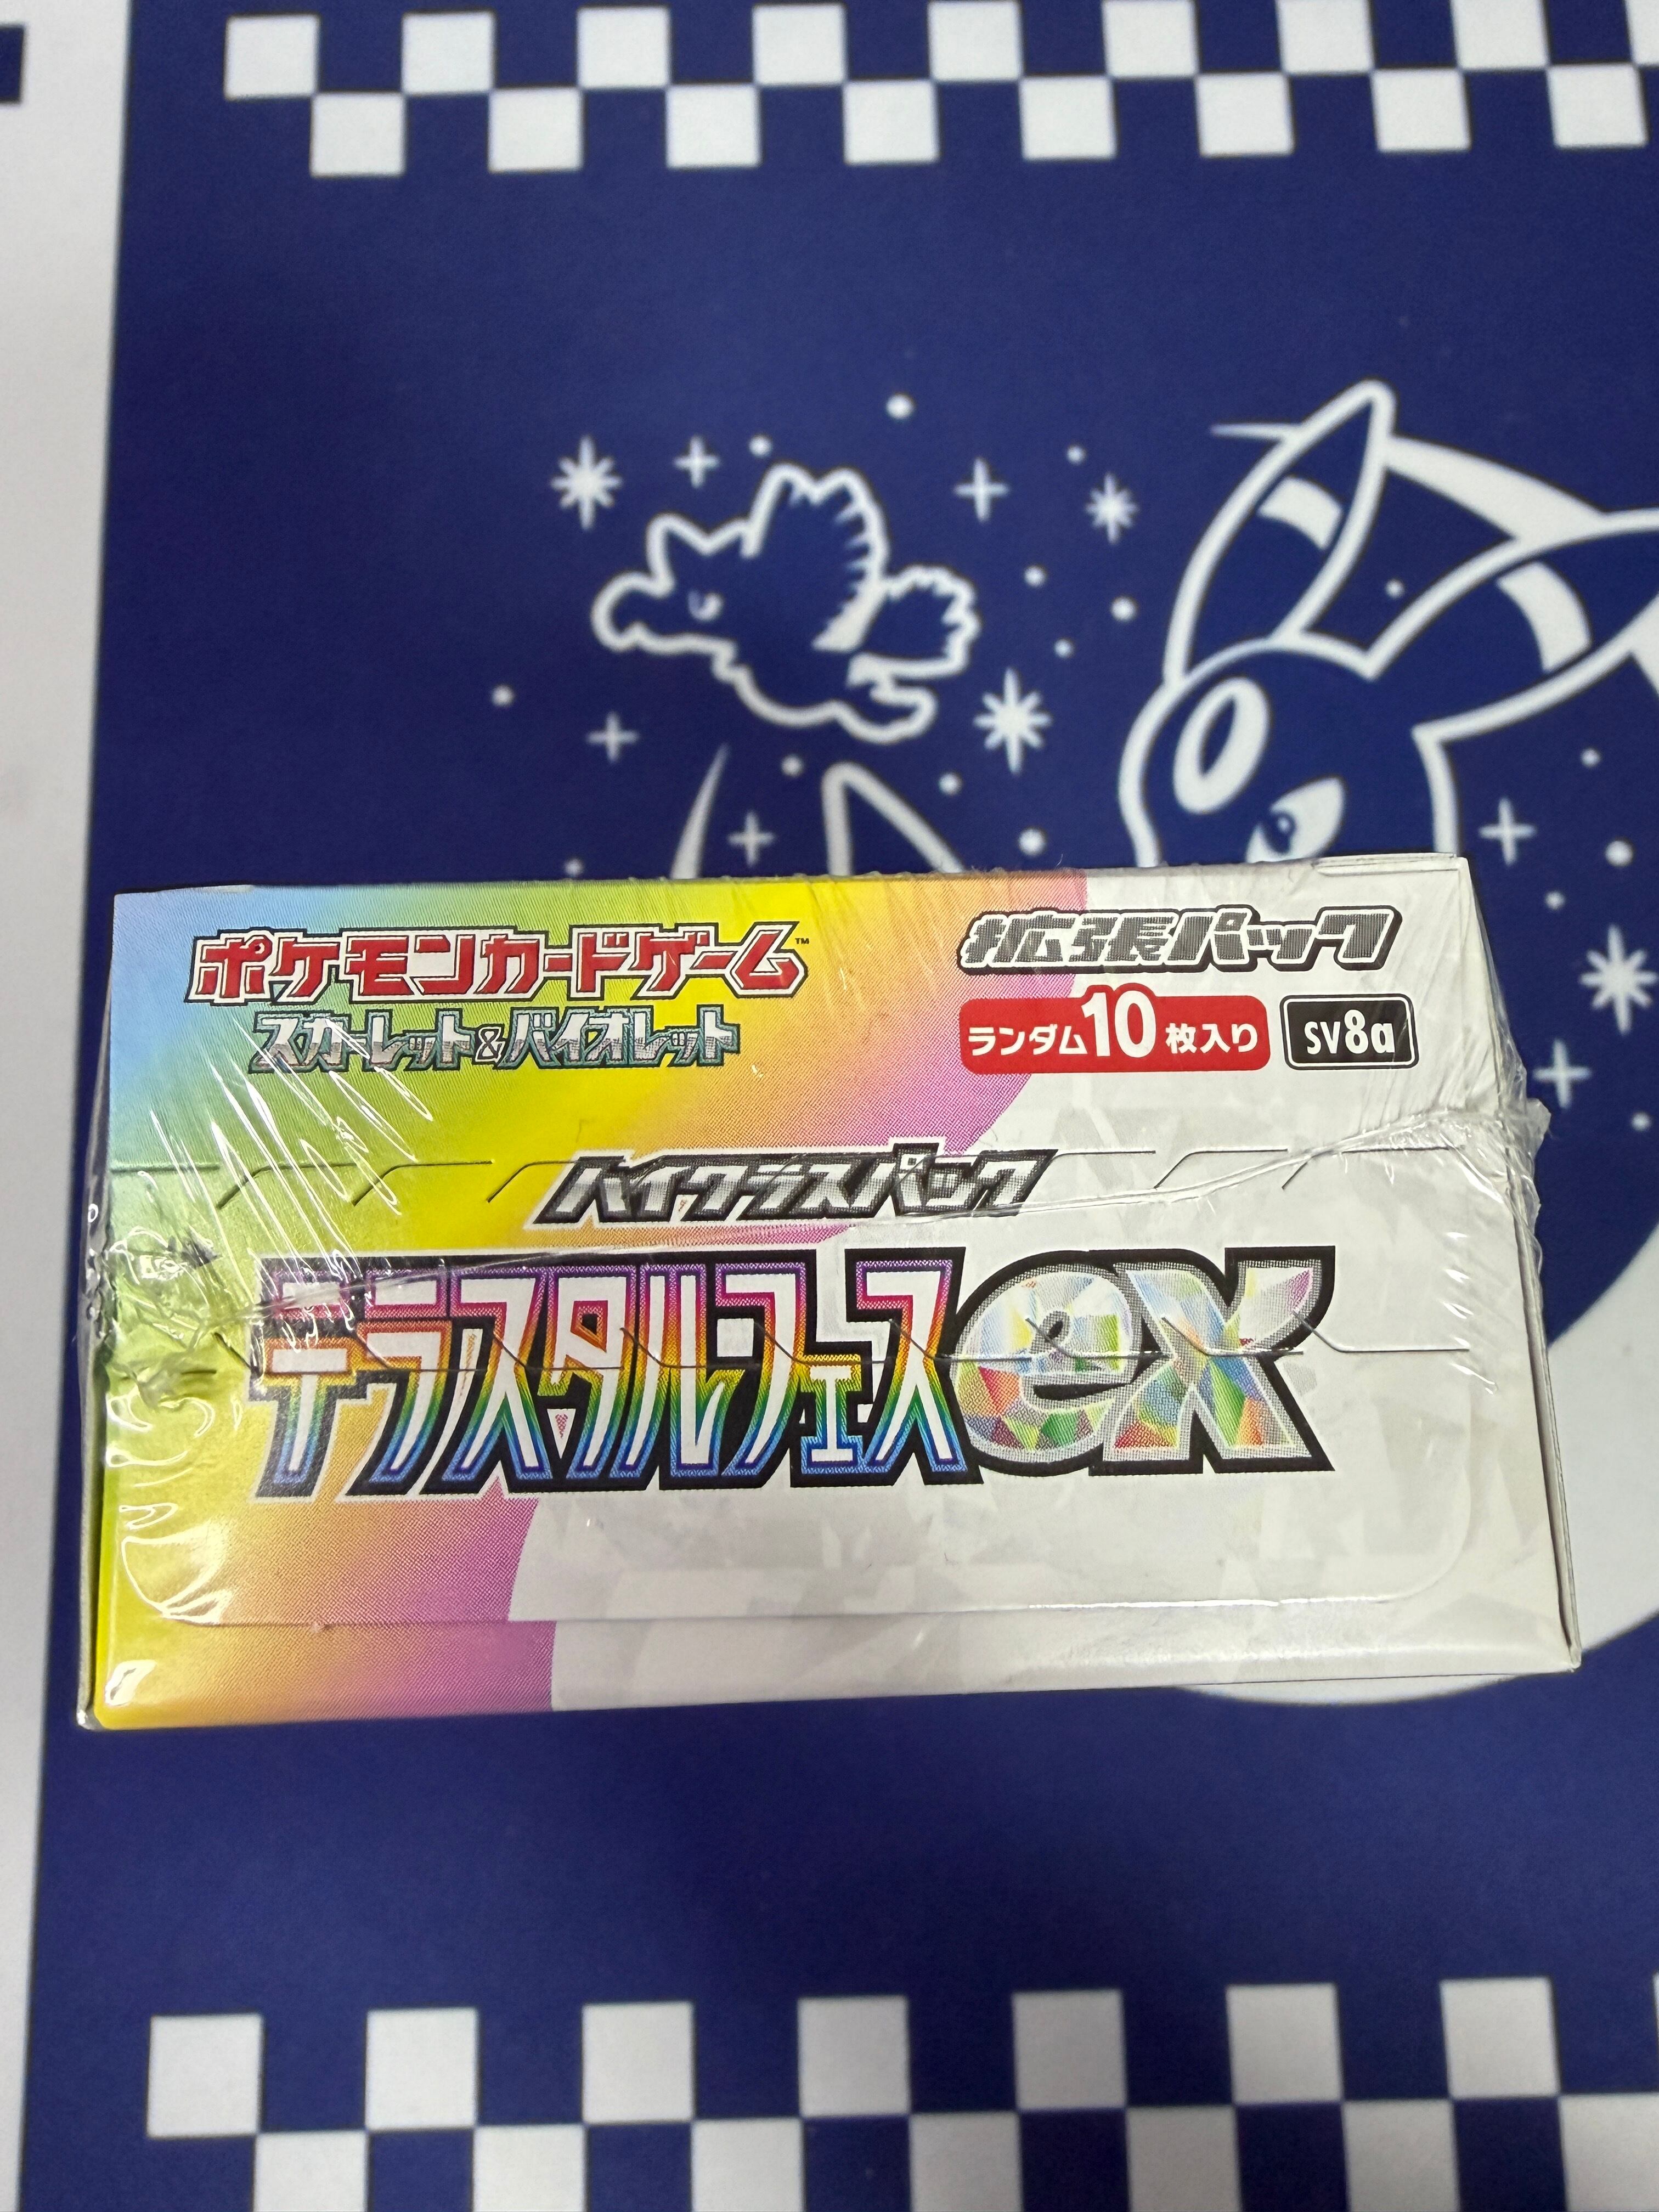 ポケモンカードゲーム™
スカーレット&バイオレット
拡張パック
ランダム10枚入り
SV8a
ハイクラスパック
テラスタルフェスex